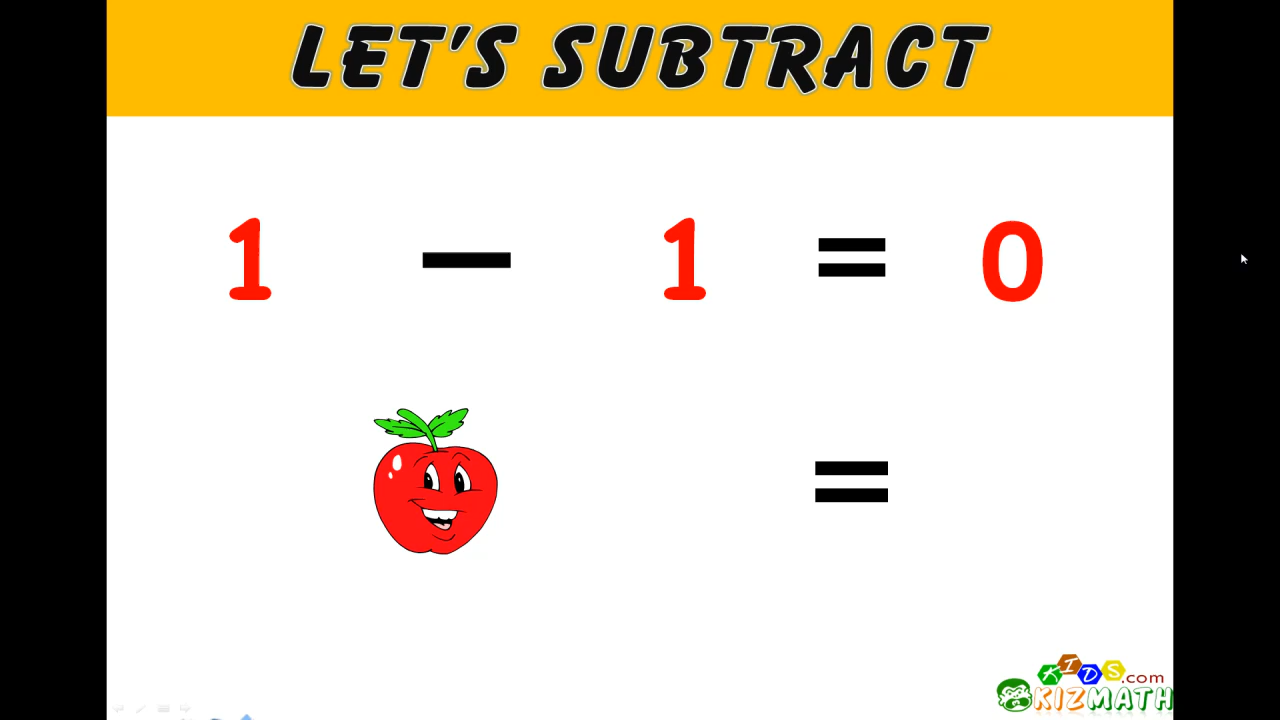 LET'S SUBTRACT
1 – 1 = 0
=
KIDS.com
KIZMATH